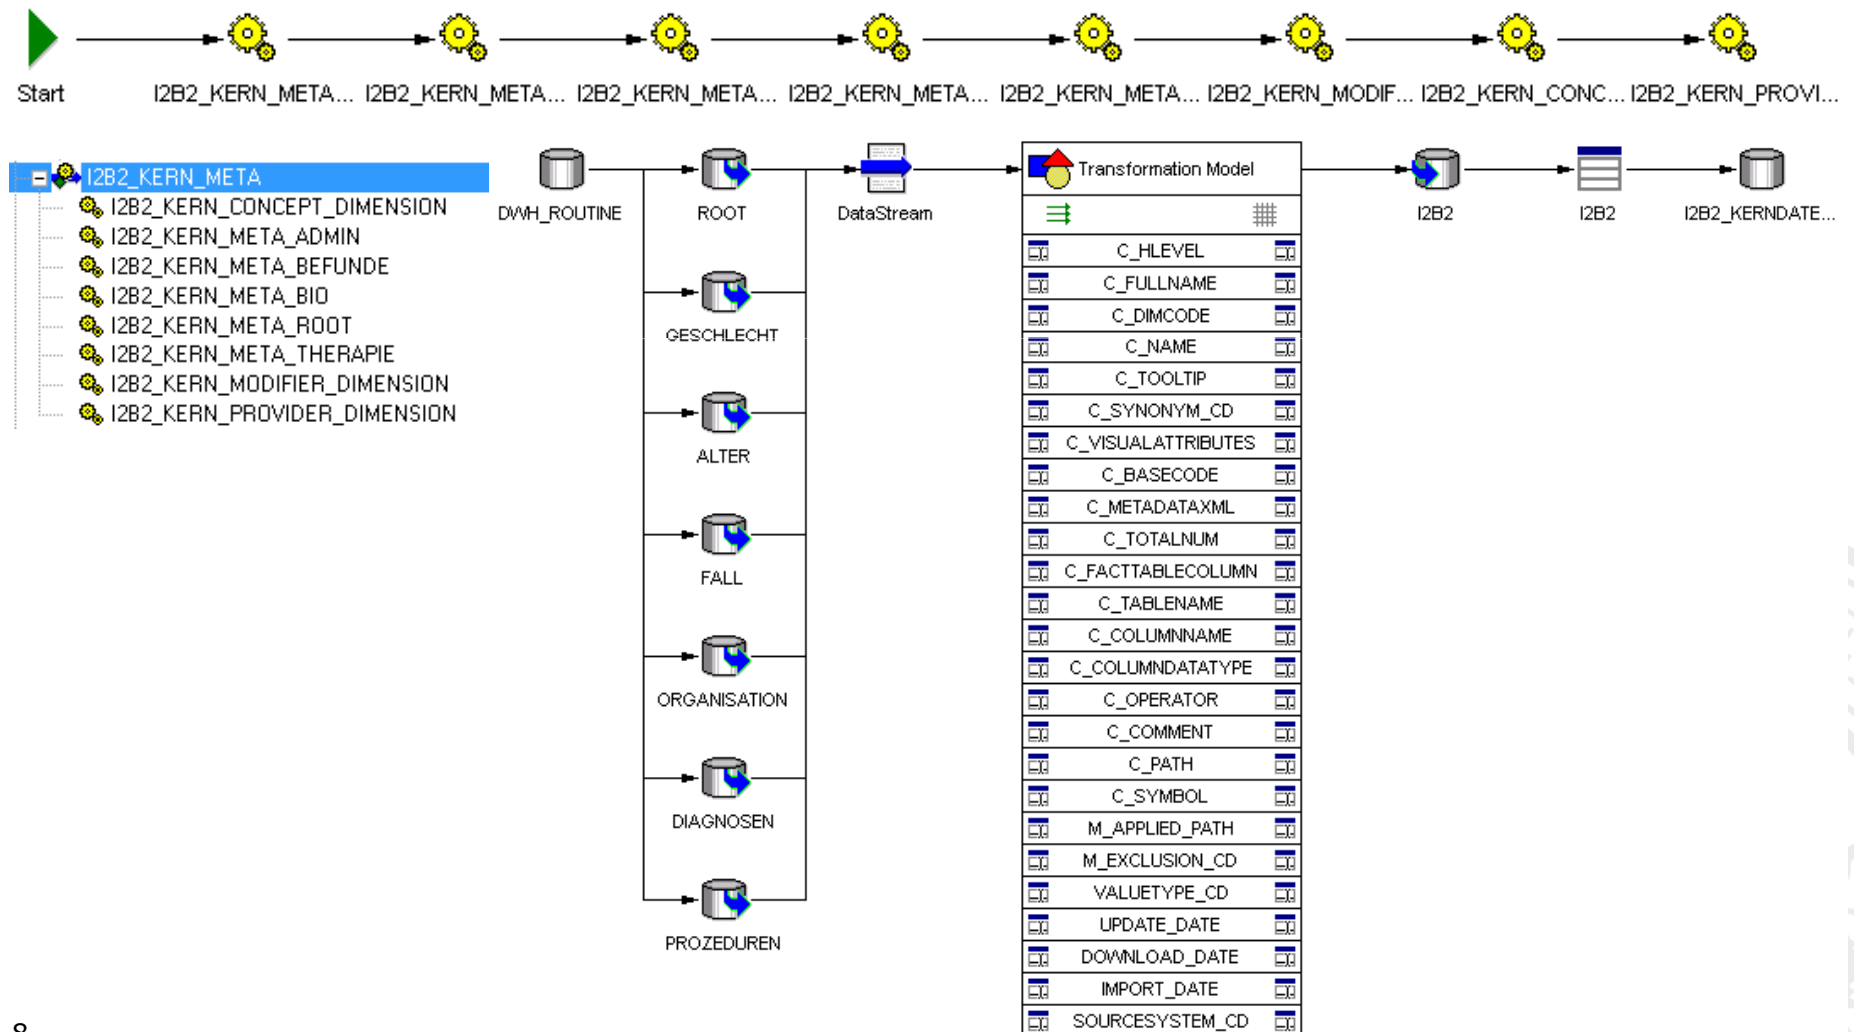 Start
I2B2_KERN_META...
I2B2_KERN_META...
I2B2_KERN_META...
I2B2_KERN_META...
I2B2_KERN_META...
I2B2_KERN_MODIF...
I2B2_KERN_CONC...
I2B2_KERN_PROVI...
I2B2_KERN_META
I2B2_KERN_CONCEPT_DIMENSION
I2B2_KERN_META_ADMIN
I2B2_KERN_META_BEFUNDE
I2B2_KERN_META_BIO
I2B2_KERN_META_ROOT
I2B2_KERN_META_THERAPIE
I2B2_KERN_MODIFIER_DIMENSION
I2B2_KERN_PROVIDER_DIMENSION
DWH_ROUTINE
ROOT
GESCHLECHT
ALTER
FALL
ORGANISATION
DIAGNOSEN
PROZEDUREN
DataStream
Transformation Model
C_HLEVEL
C_FULLNAME
C_DIMCODE
C_NAME
C_TOOLTIP
C_SYNONYM_CD
C_VISUALATTRIBUTES
C_BASECODE
C_METADATAXML
C_TOTALNUM
C_FACTTABLECOLUMN
C_TABLENAME
C_COLUMNNAME
C_COLUMNDATATYPE
C_OPERATOR
C_COMMENT
C_PATH
C_SYMBOL
M_APPLIED_PATH
M_EXCLUSION_CD
VALUETYPE_CD
UPDATE_DATE
DOWNLOAD_DATE
IMPORT_DATE
SOURCESYSTEM_CD
I2B2
I2B2
I2B2_KERNDATE...